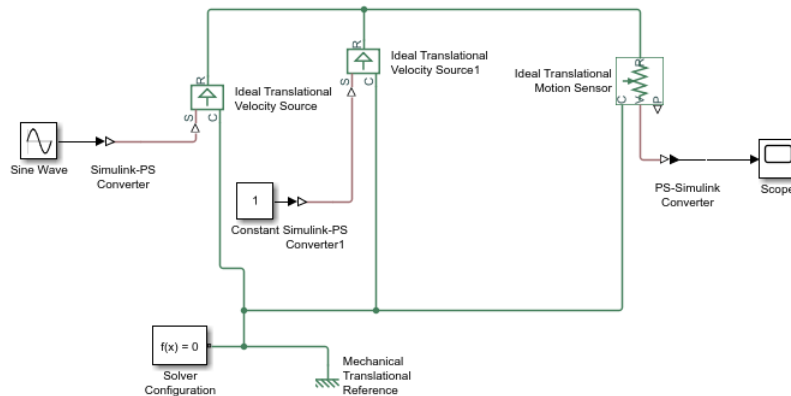 R
Ideal Translational
Velocity Source1
S
C
R
Ideal Translational
Velocity Source
S
C
Ideal Translational
Motion Sensor
R
C
V
P
Sine Wave
Simulink-PS
Converter
1
Constant
Simulink-PS
Converter1
PS-Simulink
Converter
Scope
f(x) = 0
Solver
Configuration
Mechanical
Translational
Reference